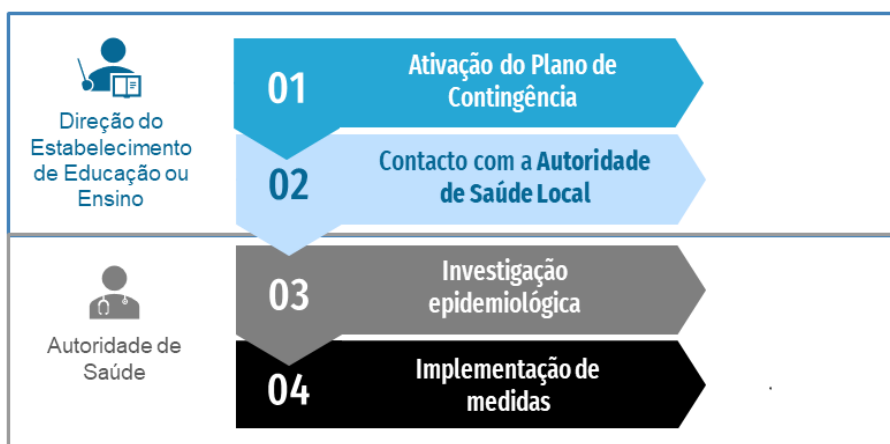 Direção do
Estabelecimento
de Educação ou
Ensino
01
Ativação do Plano de
Contingência
02
Contacto com a Autoridade
de Saúde Local
Autoridade de
Saúde
03
Investigação
epidemiológica
04
Implementação de
medidas
.